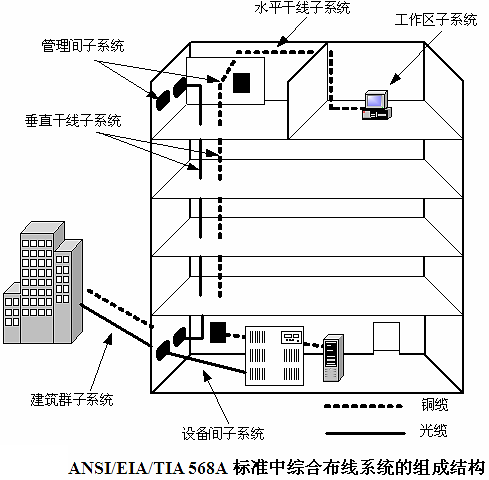 水平干线子系统
工作区子系统
管理间子系统
垂直干线子系统
建筑群子系统
设备间子系统
铜缆
光缆
ANSI/EIA/TIA 568A 标准中综合布线系统的组成结构